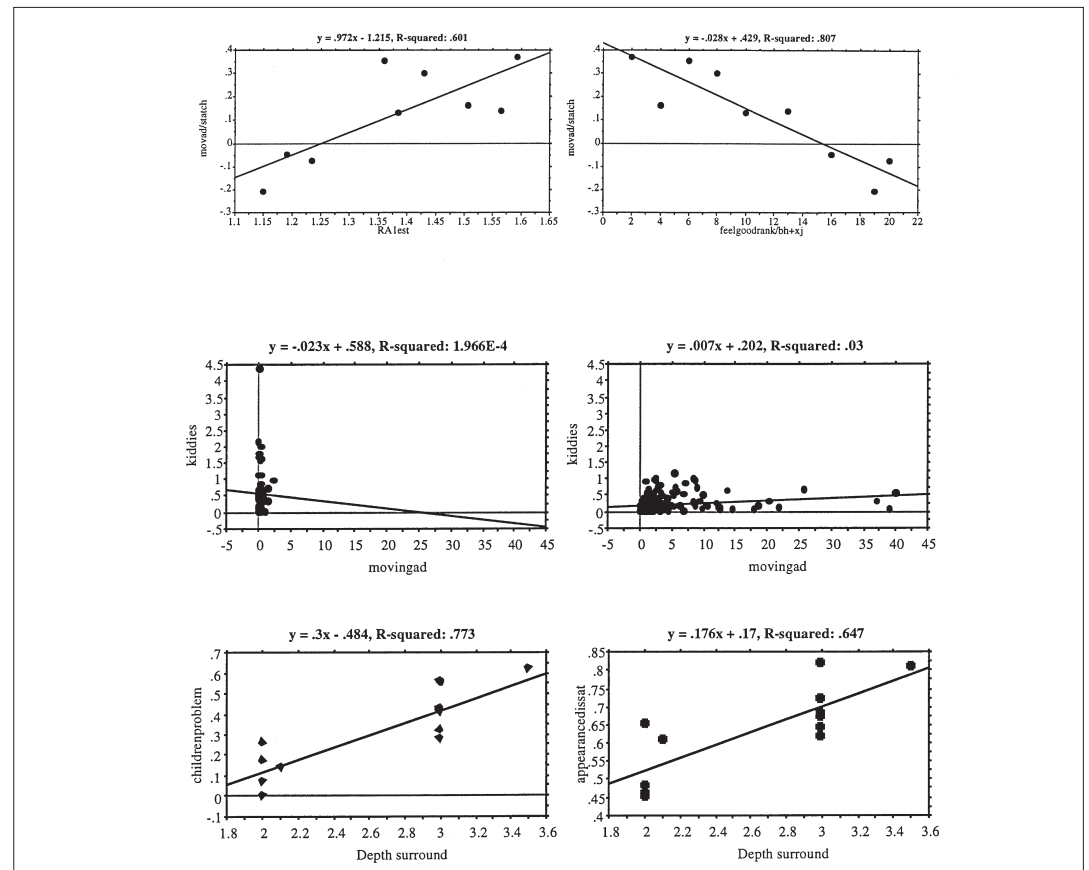 y = .972x - 1.215, R-squared: .601
.4
.3
.2
.1
0
-.1
-.2
-.3
movad/statch
1.1 1.15 1.2 1.25 1.3 1.35 1.4 1.45 1.5 1.55 1.6 1.65
RA1est
y = -.028x + .429, R-squared: .807
.4
.3
.2
.1
0
-.1
-.2
-.3
movad/statch
0 2 4 6 8 10 12 14 16 18 20 22
feelgoodrank/bh+xj
y = -.023x + .588, R-squared: 1.966E-4
4.5
4
3.5
3
2.5
2
1.5
1
.5
0
-.5
kiddies
-5 0 5 10 15 20 25 30 35 40 45
movingad
y = .007x + .202, R-squared: .03
4.5
4
3.5
3
2.5
2
1.5
1
.5
0
-.5
kiddies
-5 0 5 10 15 20 25 30 35 40 45
movingad
y = .3x - .484, R-squared: .773
.7
.6
.5
.4
.3
.2
.1
0
-.1
childrenproblem
1.8 2 2.2 2.4 2.6 2.8 3 3.2 3.4 3.6
Depth surround
y = .176x + .17, R-squared: .647
.85
.8
.75
.7
.65
.6
.55
.5
.45
.4
appearancedissat
1.8 2 2.2 2.4 2.6 2.8 3 3.2 3.4 3.6
Depth surround